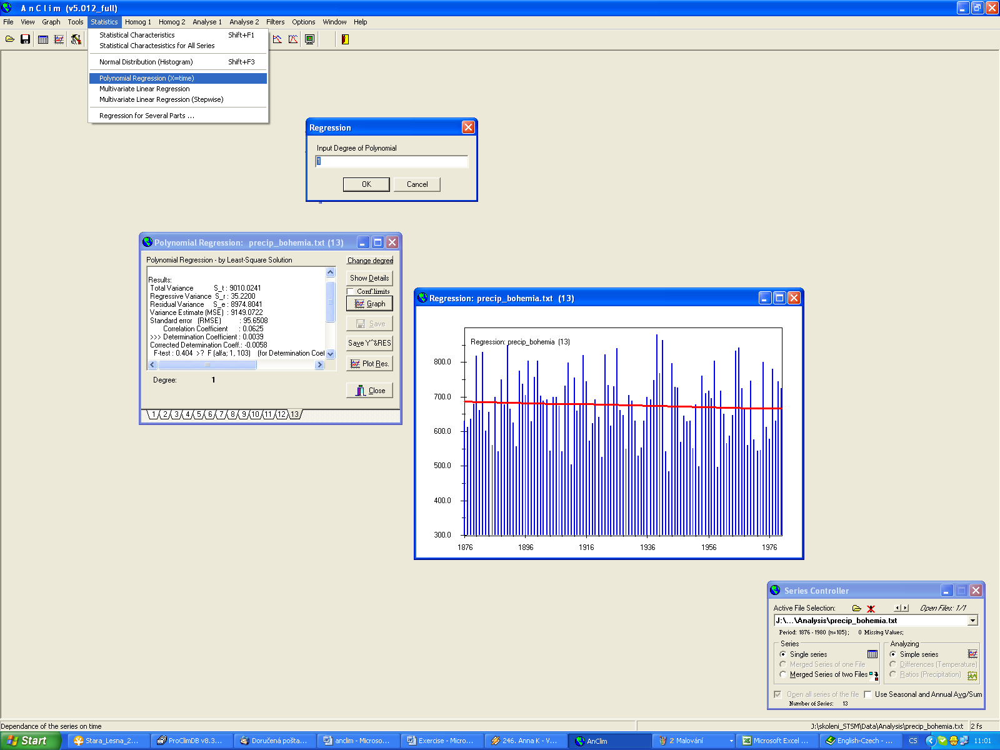 AnClim (v5.012_full)
File View Graph Tools Statistics Homog 1 Homog 2 Analyse 1 Analyse 2 Filters Options Window Help
Statistical Characteristics Shift+F1
Statistical Charactesistics for All Series
Normal Distribution (Histogram) Shift+F3
Polynomial Regression (X=time)
Multivariate Linear Regression
Multivariate Linear Regression (Stepwise)
Regression for Several Parts ...
Regression
Input Degree of Polynomial
1
OK Cancel
Polynomial Regression: precip_bohemia.txt (13)
Polynomial Regression - by Least-Square Solution
Change degree
Results:
Total Variance S_t : 9010.0241
Regressive Variance S_r : 35.2200
Residual Variance S_e : 8974.8041
Variance Estimate (MSE) : 9149.0722
Standard error (RMSE) : 95.6508
Correlation Coefficient : 0.0625
>>> Determination Coefficient : 0.0039
Corrected Determination Coeff.: -0.0058
F-test : 0.404 >? F (alfa; 1, 103) (for Determination Coef
Show Details
Conf.limits
Graph
Save
Save Y^&RES
Plot Res.
Close
Degree: 1
1 2 3 4 5 6 7 8 9 10 11 12 13
Regression: precip_bohemia.txt (13)
Regression: precip_bohemia (13)
800.0
700.0
600.0
500.0
400.0
300.0
1876 1896 1916 1936 1956 1976
Series Controller
Active File Selection: Open Files: 1/1
J:\...\Analysis\precip_bohemia.txt
Period: 1876 - 1980 (n=105); 0 Missing Values;
Series
Single series
Merged Series of one File
Merged Series of two Files
Analyzing
Simple series
Differences (Temperature)
Ratios (Precipitation)
Open all series of the file Use Seasonal and Annual Avg/Sum
Number of Series: 13
Dependance of the series on time J:\skoleni_STSM\Data\Analysis\precip_bohemia.txt 2 fs
Start Stara_Lesna_2... ProClimDB v8.3... Doručená pošta... anclim - Microso... Exercise - Micro... 246. Anna K - V... AnClim 2 Malování Microsoft Excel ... English-Czech - ... CS 11:01